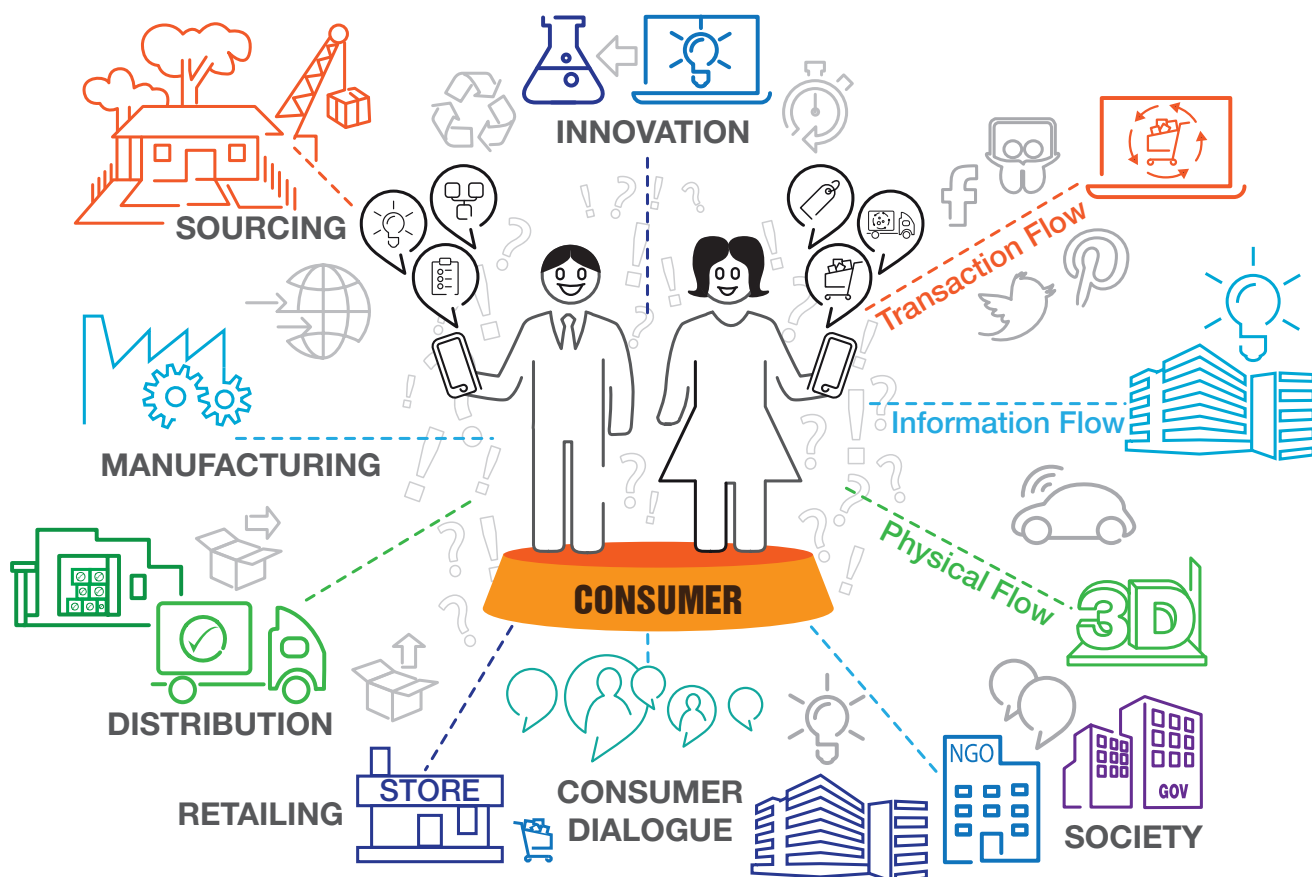 INNOVATION
SOURCING
Transaction Flow
MANUFACTURING
Information Flow
Physical Flow
CONSUMER
3D
DISTRIBUTION
RETAILING
STORE
CONSUMER
DIALOGUE
NGO
GOV
SOCIETY